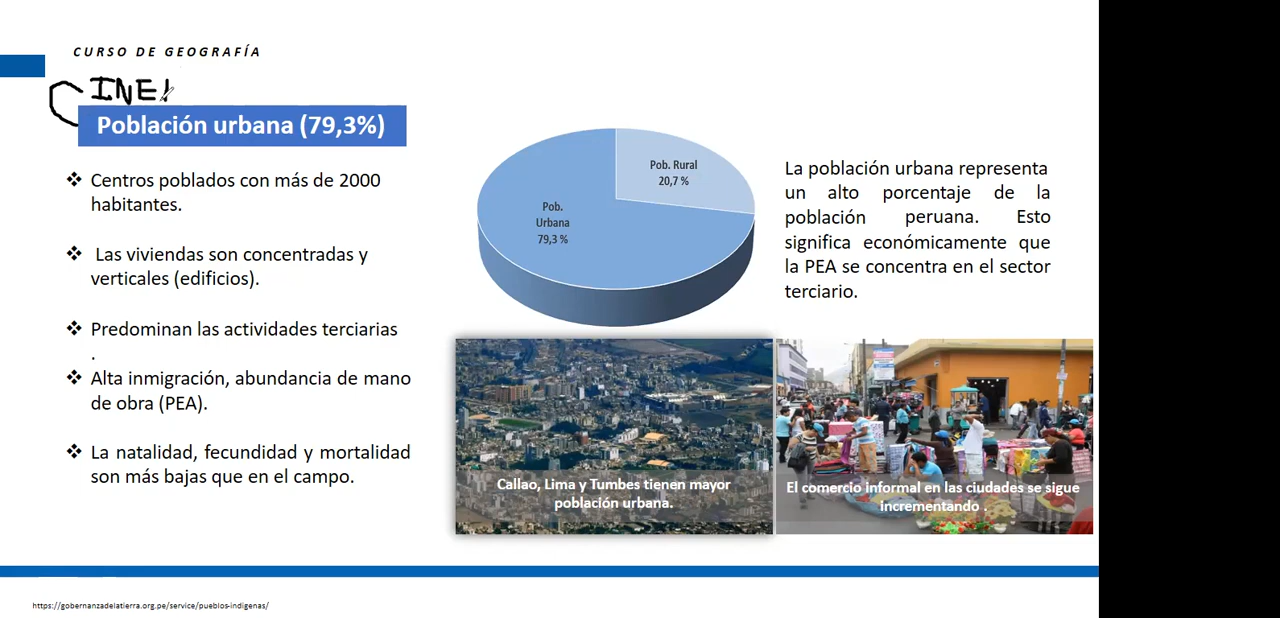 CURSO DE GEOGRAFÍA
INEI
Población urbana (79,3%)
❖ Centros poblados con más de 2000
habitantes.
❖ Las viviendas son concentradas y
verticales (edificios).
❖ Predominan las actividades terciarias
.
❖ Alta inmigración, abundancia de mano
de obra (PEA).
❖ La natalidad, fecundidad y mortalidad
son más bajas que en el campo.
Pob. Rural
20,7 %
Pob.
Urbana
79,3 %
La población urbana representa
un alto porcentaje de la
población peruana. Esto
significa económicamente que
la PEA se concentra en el sector
terciario.
Callao, Lima y Tumbes tienen mayor
población urbana.
El comercio informal en las ciudades se sigue
incrementando .
https://gobernanzadelatierra.org.pe/service/pueblos-indigenas/